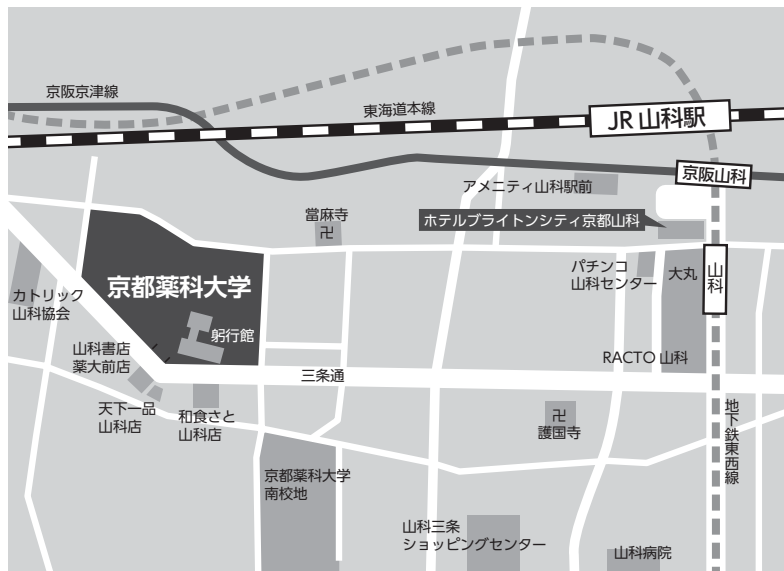 京阪京津線
東海道本線
JR 山科駅
京阪山科
アメニティ山科駅前
當麻寺
卍
ホテルブライトンシティ京都山科
京都薬科大学
パチンコ
山科センター
大丸
山科
カトリック
山科協会
躬行館
山科書店
薬大前店
RACTO 山科
三条通
天下一品
山科店
和食さと
山科店
卍
護国寺
地下鉄東西線
京都薬科大学
南校地
山科三条
ショッピングセンター
山科病院